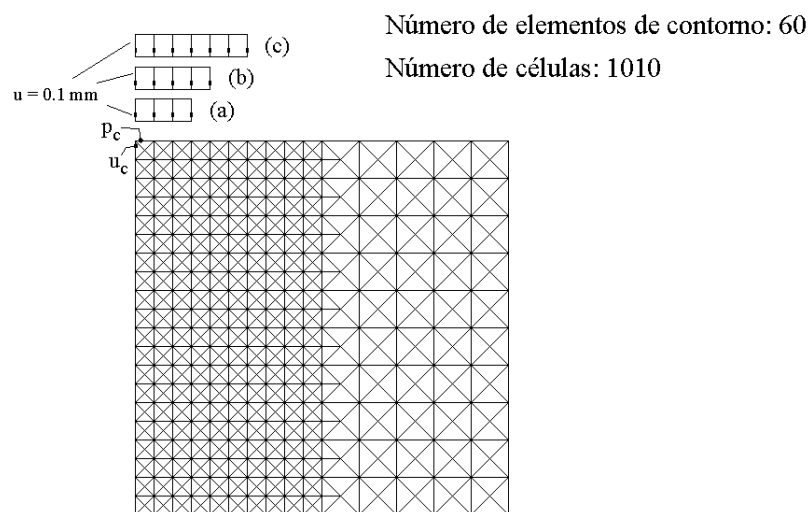 Número de elementos de contorno: 60
Número de células: 1010
(c)
(b)
u = 0.1 mm
(a)
p_c
u_c